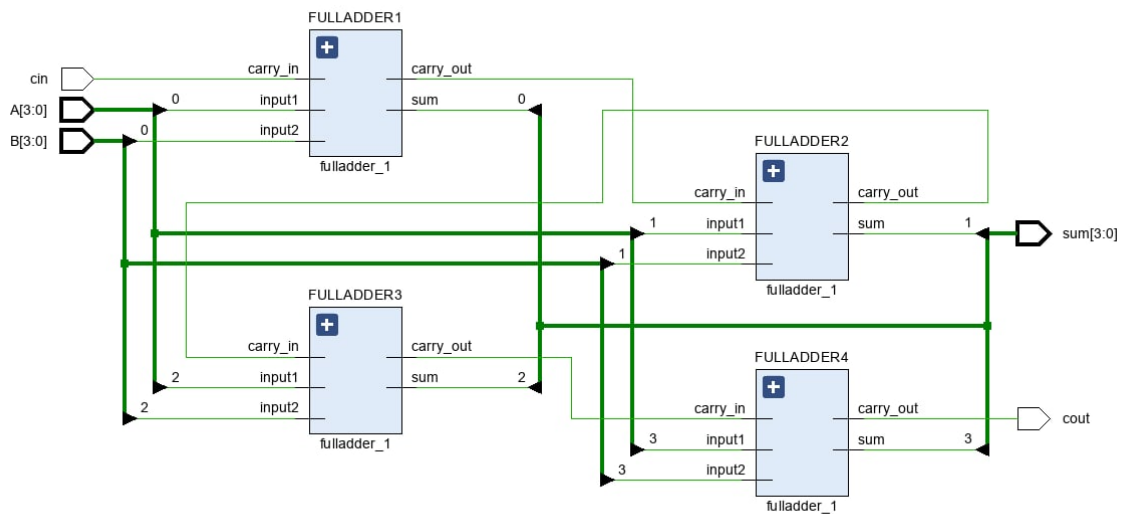 FULLADDER1
cin
carry_in
carry_out
A[3:0]
0
input1
sum
0
B[3:0]
0
input2
fulladder_1
FULLADDER2
carry_in
carry_out
1
input1
sum
1
sum[3:0]
1
input2
fulladder_1
FULLADDER3
carry_in
carry_out
2
input1
sum
2
2
input2
fulladder_1
FULLADDER4
carry_in
carry_out
cout
3
input1
sum
3
3
input2
fulladder_1